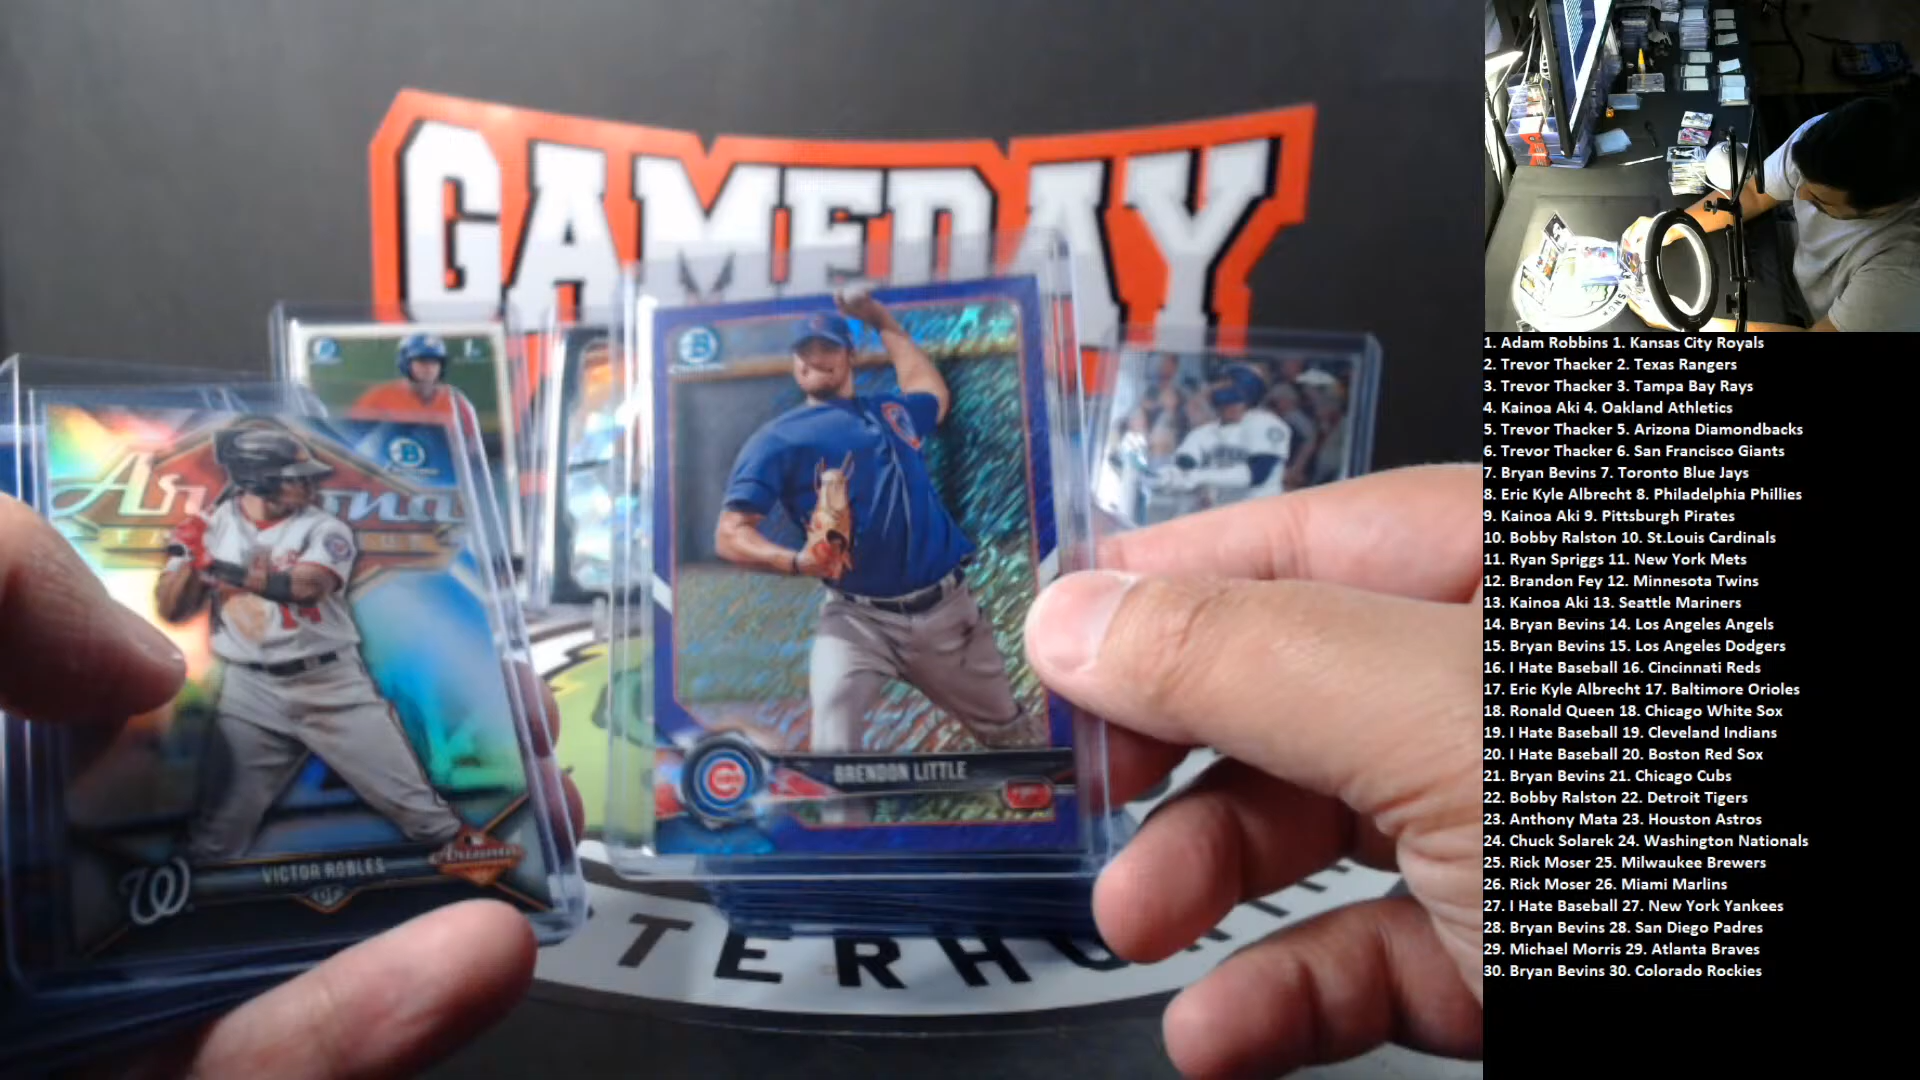 GAMEDAY
Arizona
BRENDON LITTLE
VICTOR ROBLES
1. Adam Robbins 1. Kansas City Royals
2. Trevor Thacker 2. Texas Rangers
3. Trevor Thacker 3. Tampa Bay Rays
4. Kainoa Aki 4. Oakland Athletics
5. Trevor Thacker 5. Arizona Diamondbacks
6. Trevor Thacker 6. San Francisco Giants
7. Bryan Bevins 7. Toronto Blue Jays
8. Eric Kyle Albrecht 8. Philadelphia Phillies
9. Kainoa Aki 9. Pittsburgh Pirates
10. Bobby Ralston 10. St.Louis Cardinals
11. Ryan Spriggs 11. New York Mets
12. Brandon Fey 12. Minnesota Twins
13. Kainoa Aki 13. Seattle Mariners
14. Bryan Bevins 14. Los Angeles Angels
15. Bryan Bevins 15. Los Angeles Dodgers
16. I Hate Baseball 16. Cincinnati Reds
17. Eric Kyle Albrecht 17. Baltimore Orioles
18. Ronald Queen 18. Chicago White Sox
19. I Hate Baseball 19. Cleveland Indians
20. I Hate Baseball 20. Boston Red Sox
21. Bryan Bevins 21. Chicago Cubs
22. Bobby Ralston 22. Detroit Tigers
23. Anthony Mata 23. Houston Astros
24. Chuck Solarek 24. Washington Nationals
25. Rick Moser 25. Milwaukee Brewers
26. Rick Moser 26. Miami Marlins
27. I Hate Baseball 27. New York Yankees
28. Bryan Bevins 28. San Diego Padres
29. Michael Morris 29. Atlanta Braves
30. Bryan Bevins 30. Colorado Rockies